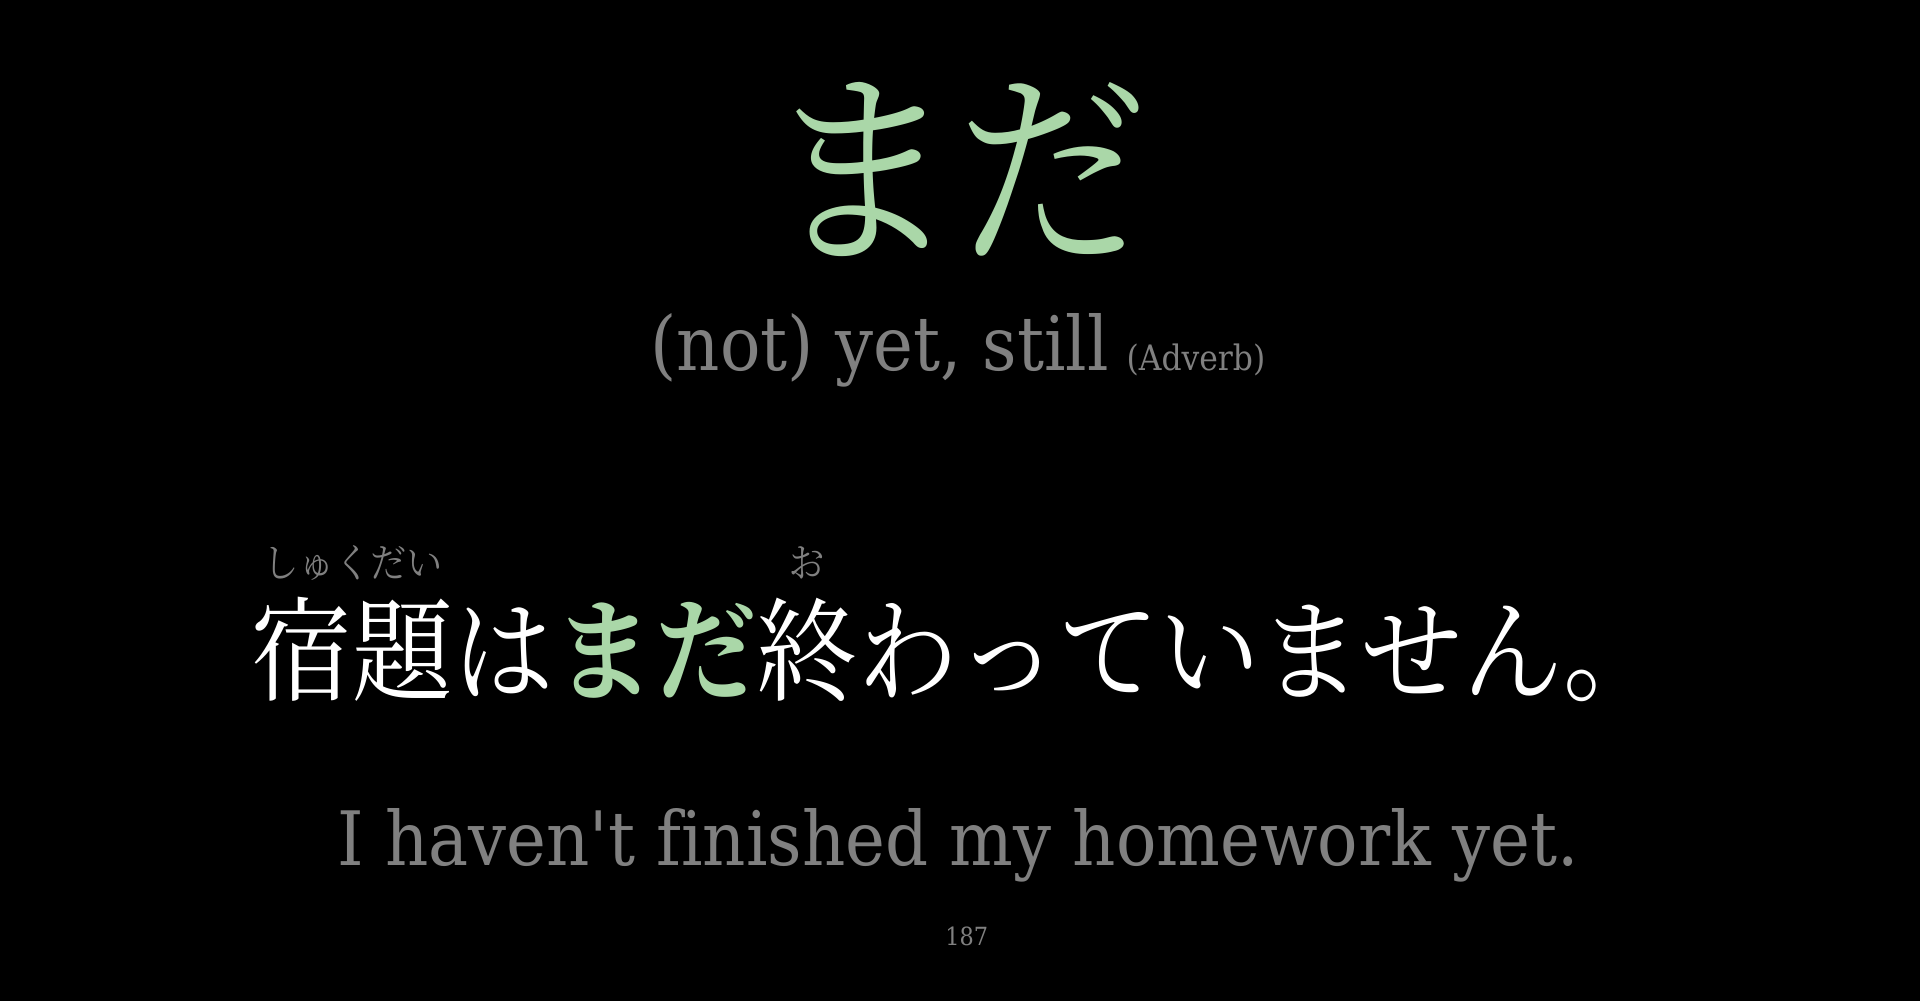 まだ
(not) yet, still (Adverb)
しゅくだい お
宿題はまだ終わっていません。
I haven't finished my homework yet.
187